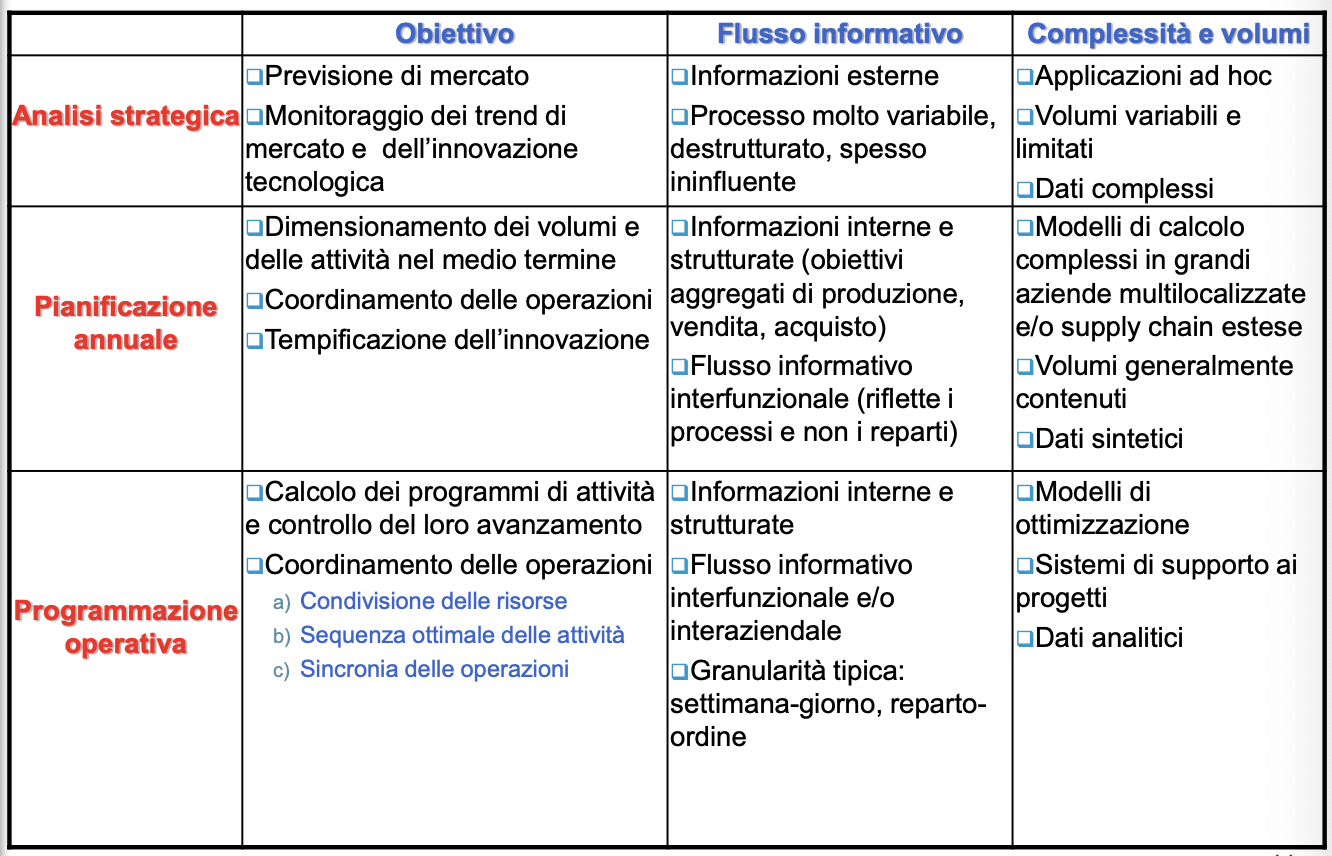 Obiettivo
Flusso informativo
Complessità e volumi
Analisi strategica
❑Previsione di mercato
❑Monitoraggio dei trend di
mercato e dell’innovazione
tecnologica
❑Informazioni esterne
❑Processo molto variabile,
destrutturato, spesso
ininfluente
❑Applicazioni ad hoc
❑Volumi variabili e
limitati
❑Dati complessi
Pianificazione
annuale
❑Dimensionamento dei volumi e
delle attività nel medio termine
❑Coordinamento delle operazioni
❑Tempificazione dell’innovazione
❑Informazioni interne e
strutturate (obiettivi
aggregati di produzione,
vendita, acquisto)
❑Flusso informativo
interfunzionale (riflette i
processi e non i reparti)
❑Modelli di calcolo
complessi in grandi
aziende multilocalizzate
e/o supply chain estese
❑Volumi generalmente
contenuti
❑Dati sintetici
Programmazione
operativa
❑Calcolo dei programmi di attività
e controllo del loro avanzamento
❑Coordinamento delle operazioni
a) Condivisione delle risorse
b) Sequenza ottimale delle attività
c) Sincronia delle operazioni
❑Informazioni interne e
strutturate
❑Flusso informativo
interfunzionale e/o
interaziendale
❑Granularità tipica:
settimana-giorno, reparto-
ordine
❑Modelli di
ottimizzazione
❑Sistemi di supporto ai
progetti
❑Dati analitici